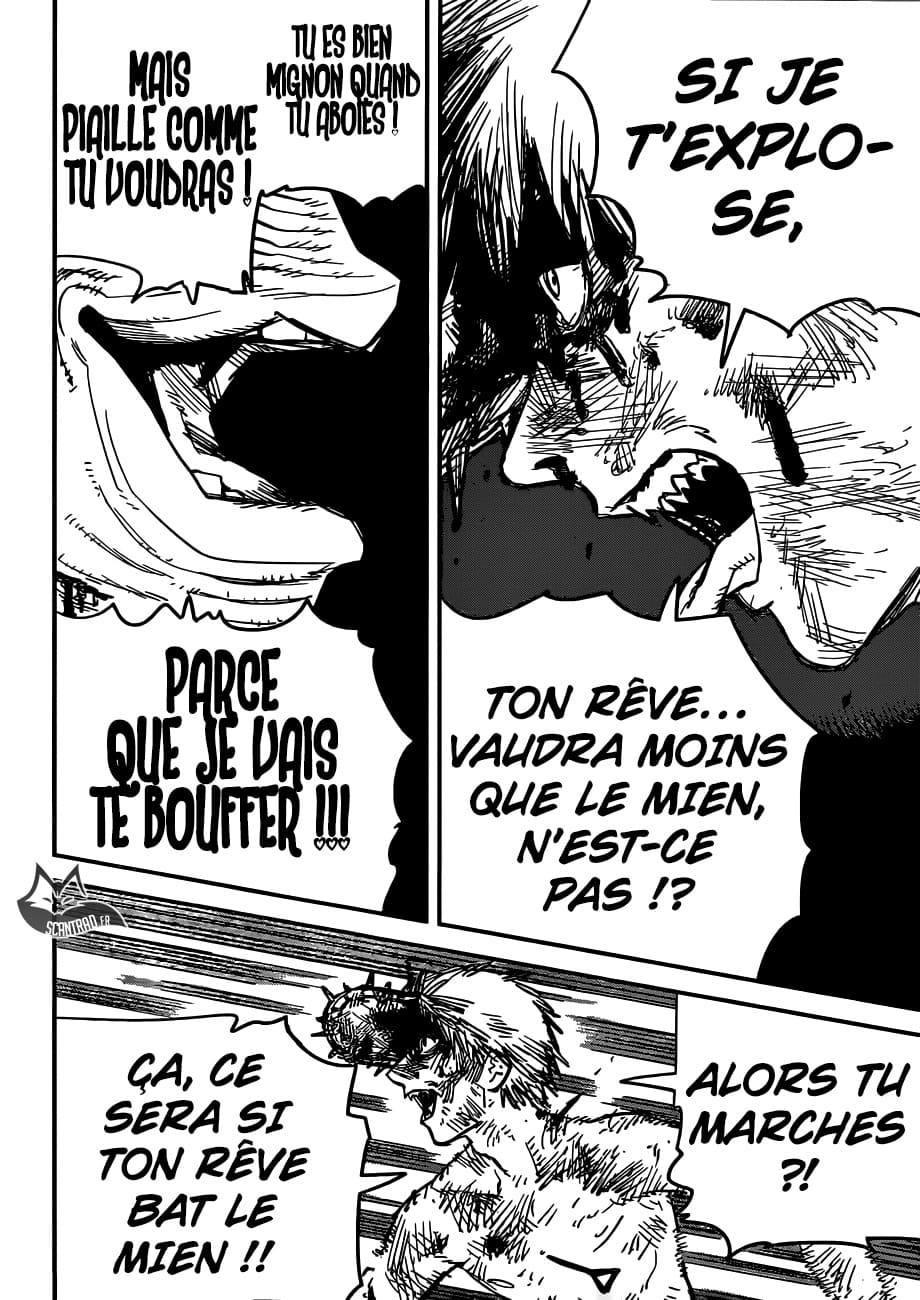 SI JE
T'EXPLO-
SE,
TON RÊVE...
VAUDRA MOINS
QUE LE MIEN,
N'EST-CE
PAS !?
TU ES BIEN
MIGNON QUAND
TU ABOIES ! ♡
MAIS
PIAILLE COMME
TU VOUDRAS ! ♡
PARCE
QUE JE VAIS
TE BOUFFER !!! ♡♡♡
ALORS TU
MARCHES
?!
ÇA, CE
SERA SI
TON RÊVE
BAT LE
MIEN !!
SCANTRAD.FR